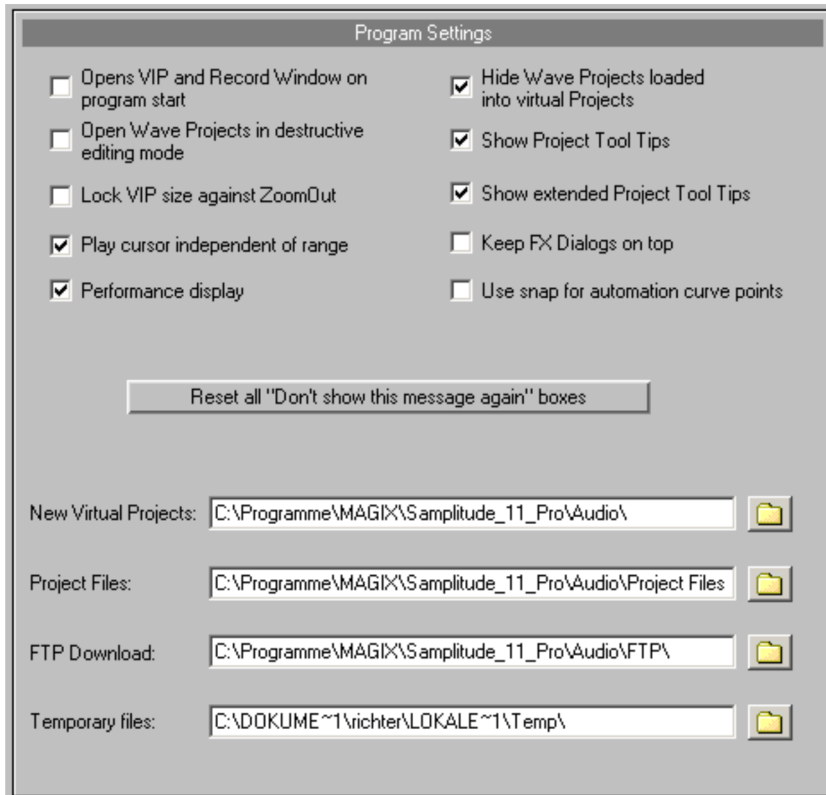 Program Settings
Opens VIP and Record Window on
program start
Open Wave Projects in destructive
editing mode
Lock VIP size against ZoomOut
Play cursor independent of range
Performance display
Hide Wave Projects loaded
into virtual Projects
Show Project Tool Tips
Show extended Project Tool Tips
Keep FX Dialogs on top
Use snap for automation curve points
Reset all "Don't show this message again" boxes
New Virtual Projects: C:\Programme\MAGIX\Samplitude_11_Pro\Audio\
Project Files: C:\Programme\MAGIX\Samplitude_11_Pro\Audio\Project Files
FTP Download: C:\Programme\MAGIX\Samplitude_11_Pro\Audio\FTP\
Temporary files: C:\DOKUME~1\richter\LOKALE~1\Temp\